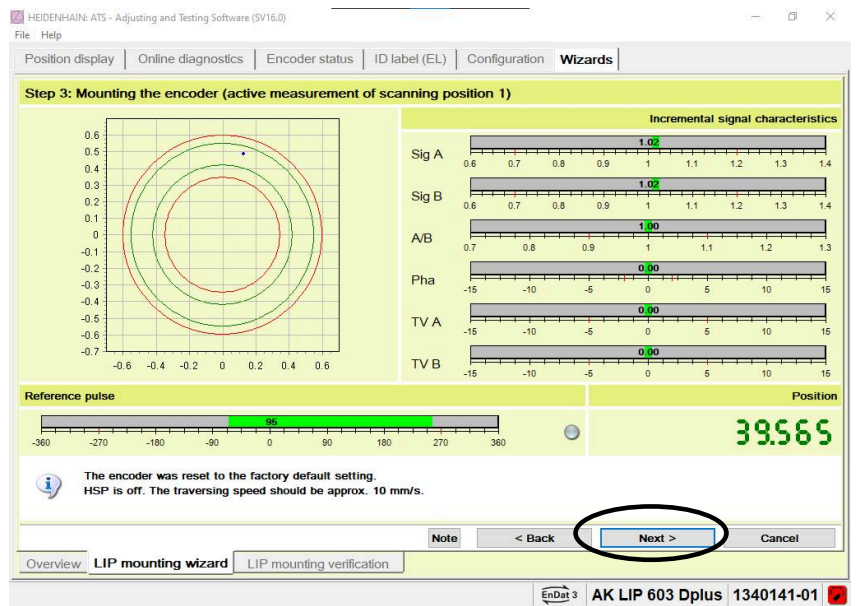 HEIDENHAIN: ATS - Adjusting and Testing Software (SV16.0)
File Help
Position display Online diagnostics Encoder status ID label (EL) Configuration Wizards
Step 3: Mounting the encoder (active measurement of scanning position 1)
Incremental signal characteristics
0.6
0.5
0.4
0.3
0.2
0.1
0
-0.1
-0.2
-0.3
-0.4
-0.5
-0.6
-0.7
-0.6 -0.4 -0.2 0 0.2 0.4 0.6
Sig A
1.02
0.6 0.7 0.8 0.9 1 1.1 1.2 1.3 1.4
Sig B
1.02
0.6 0.7 0.8 0.9 1 1.1 1.2 1.3 1.4
A/B
1.00
0.7 0.8 0.9 1 1.1 1.2 1.3
Pha
0.00
-15 -10 -5 0 5 10 15
TV A
0.00
-15 -10 -5 0 5 10 15
TV B
0.00
-15 -10 -5 0 5 10 15
Reference pulse
Position
95
-360 -270 -180 -90 0 90 180 270 360
39.565
The encoder was reset to the factory default setting.
HSP is off. The traversing speed should be approx. 10 mm/s.
Note < Back Next > Cancel
Overview LIP mounting wizard LIP mounting verification
EnDat 3 AK LIP 603 Dplus 1340141-01